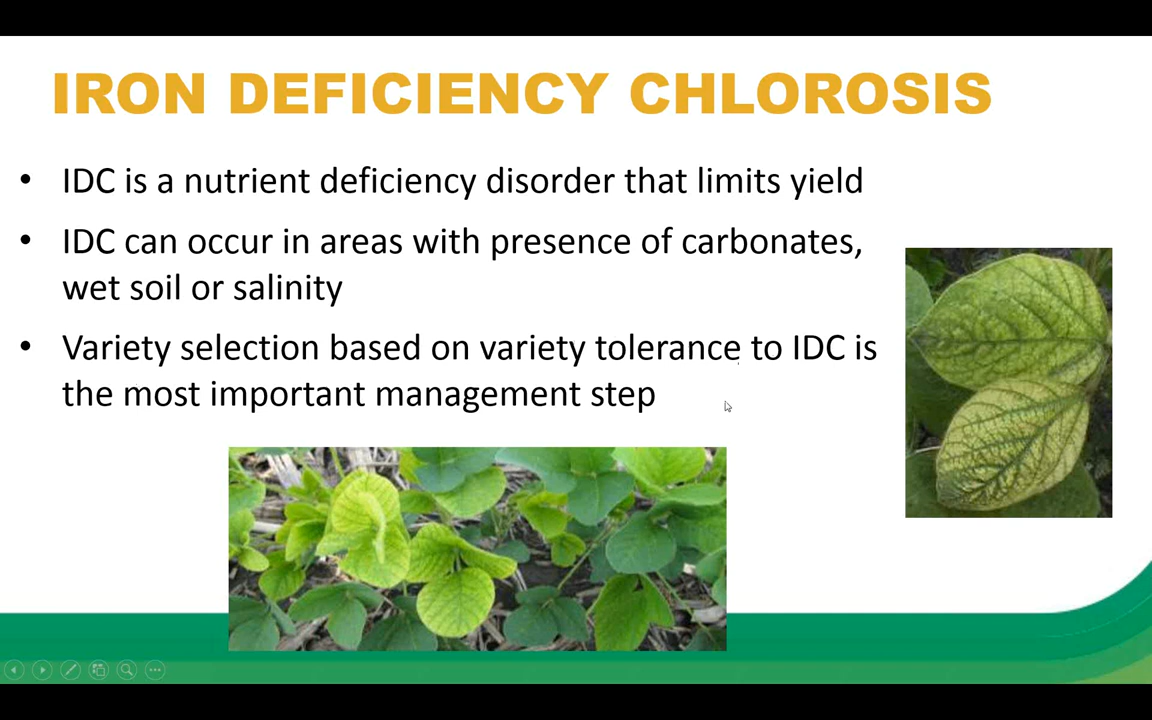 IRON DEFICIENCY CHLOROSIS
• IDC is a nutrient deficiency disorder that limits yield
• IDC can occur in areas with presence of carbonates,
wet soil or salinity
• Variety selection based on variety tolerance to IDC is
the most important management step